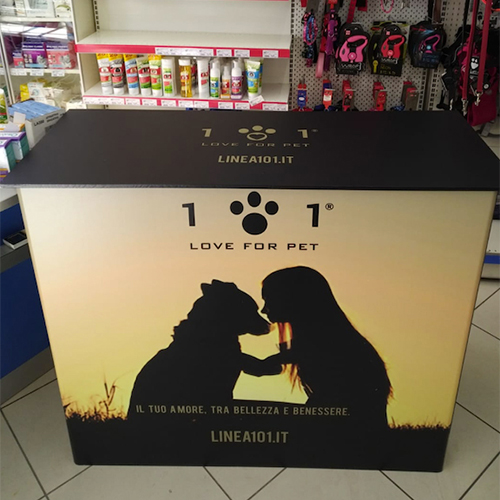 1 1®
LOVE FOR PET
LINEA101.IT
1 1®
LOVE FOR PET
IL TUO AMORE, TRA BELLEZZA E BENESSERE.
LINEA101.IT